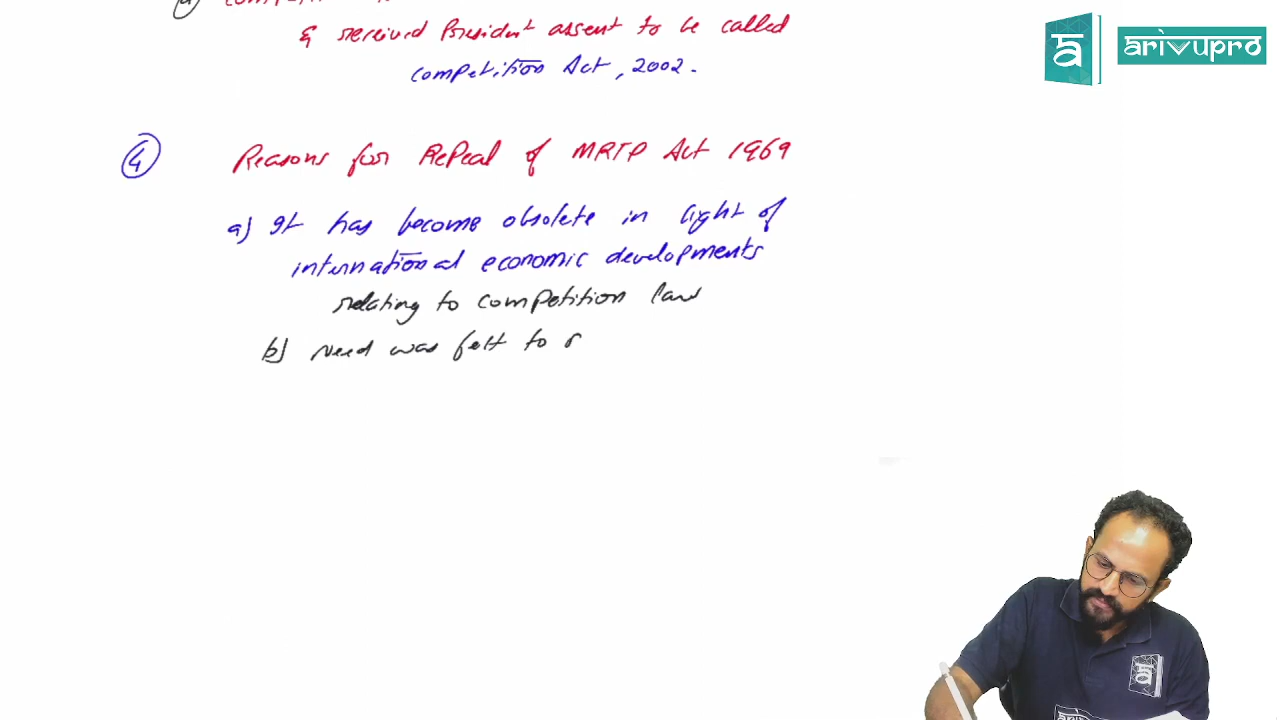 & received President assent to be called
Competition Act, 2002.
4 Reasons for Repeal of MRTP Act 1969
a) It has become obsolete in light of
international economic developments
relating to competition law
b) Need was felt to
a arivupro
a
arivupro